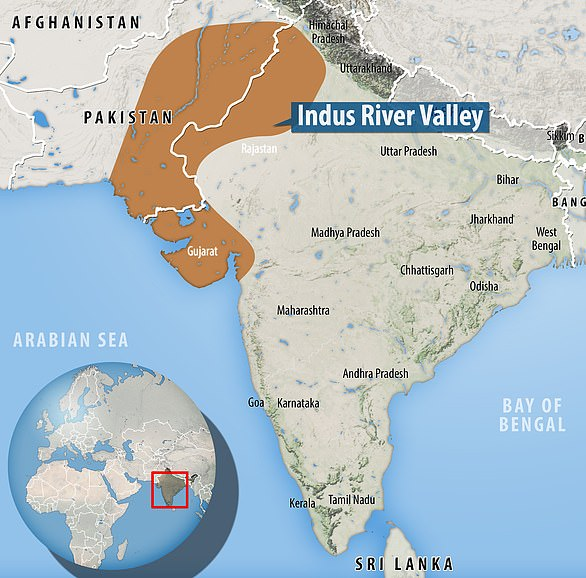 AFGHANISTAN
Himachal
Pradesh
Uttarakhand
PAKISTAN
Indus River Valley
Sikkim
B
Rajastan
Uttar Pradesh
Bihar
BANG
Jharkhand
West
Bengal
Madhya Pradesh
Gujarat
Chhattisgarh
Odisha
Maharashtra
ARABIAN SEA
Andhra Pradesh
Goa
Karnataka
BAY OF
BENGAL
Kerala
Tamil Nadu
SRI LANKA